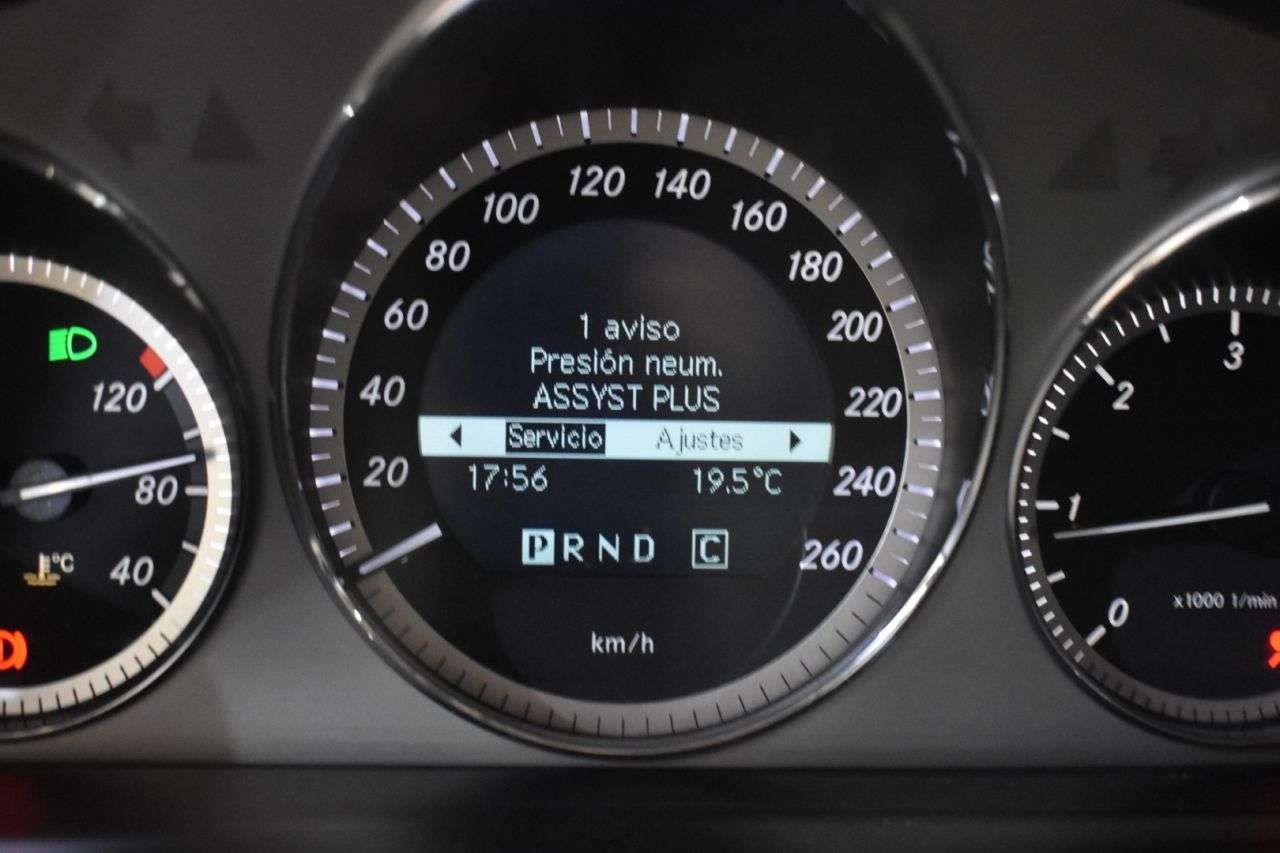 120
80
40
°C
20
40
60
80
100
120
140
160
180
200
220
240
260
1 aviso
Presión neum.
ASSYST PLUS
Servicio Ajustes
17:56 19.5°C
P R N D C
km/h
0
1
2
3
x1000 1/min